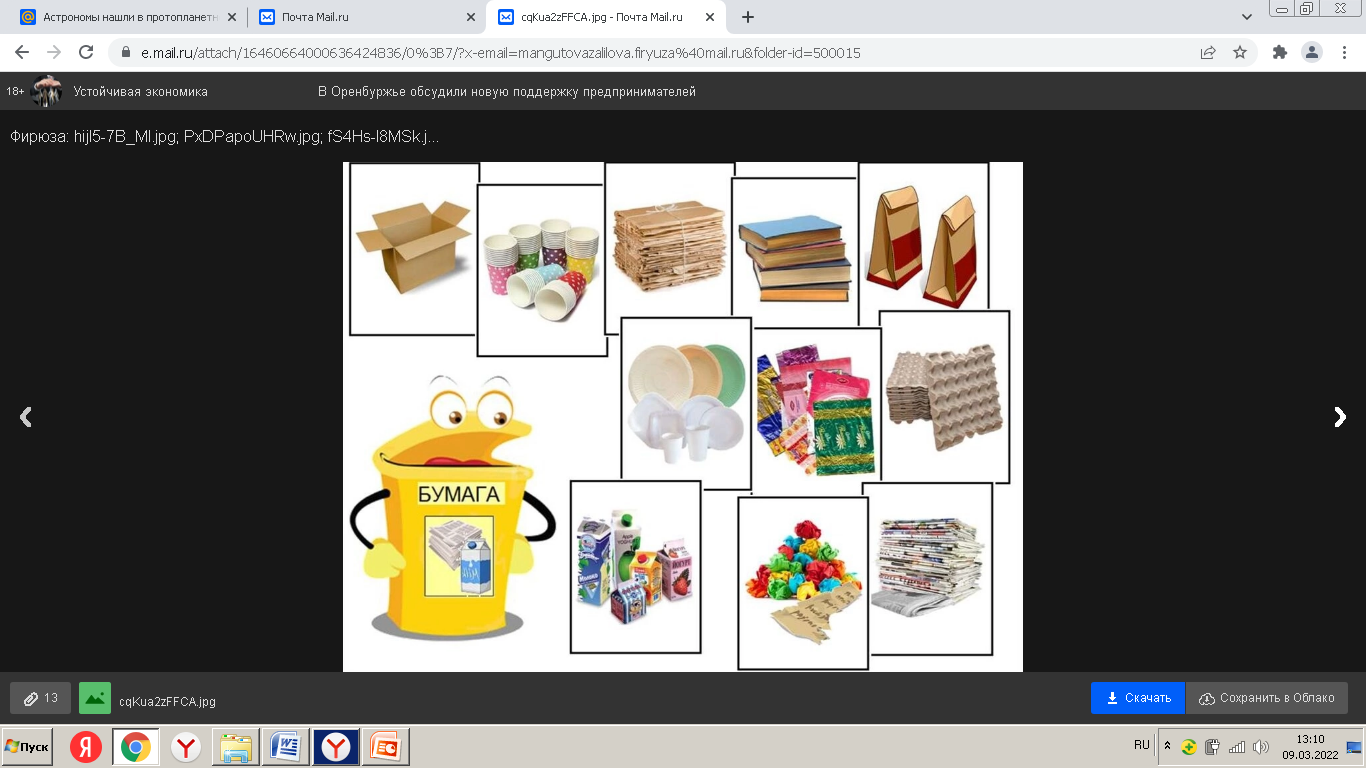 Астрономы нашли в протопланетн
Почта Mail.ru
cqKua2zFFCA.jpg - Почта Mail.ru
e.mail.ru/attach/16460664000636424836/0%3B7/?x-email=mangutovazalilova.firyuza%40mail.ru&folder-id=500015
18+ Устойчивая экономика
В Оренбуржье обсудили новую поддержку предпринимателей
Фирюза: hijl5-7B_MI.jpg; PxDPapoUHRw.jpg; fS4Hs-l8MSk.j...
БУМАГА
Молоко
13
cqKua2zFFCA.jpg
Скачать
Сохранить в Облако
Пуск
RU
13:10
09.03.2022